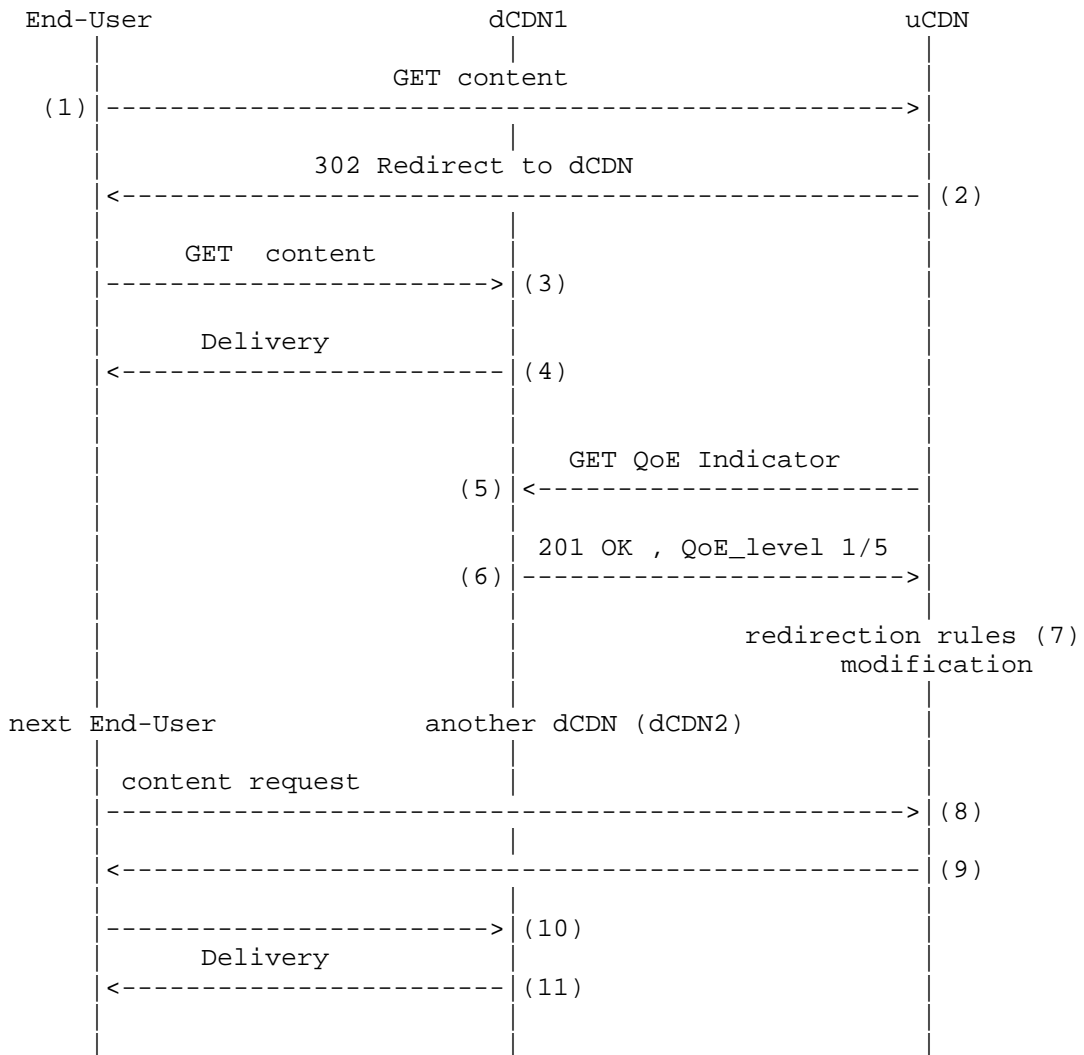 End-User dCDN1 uCDN
GET content
(1)
302 Redirect to dCDN
(2)
GET content
(3)
Delivery
(4)
GET QoE Indicator
(5)
201 OK , QoE_level 1/5
(6)
redirection rules (7)
modification
next End-User another dCDN (dCDN2)
content request
(8)
(9)
(10)
Delivery
(11)